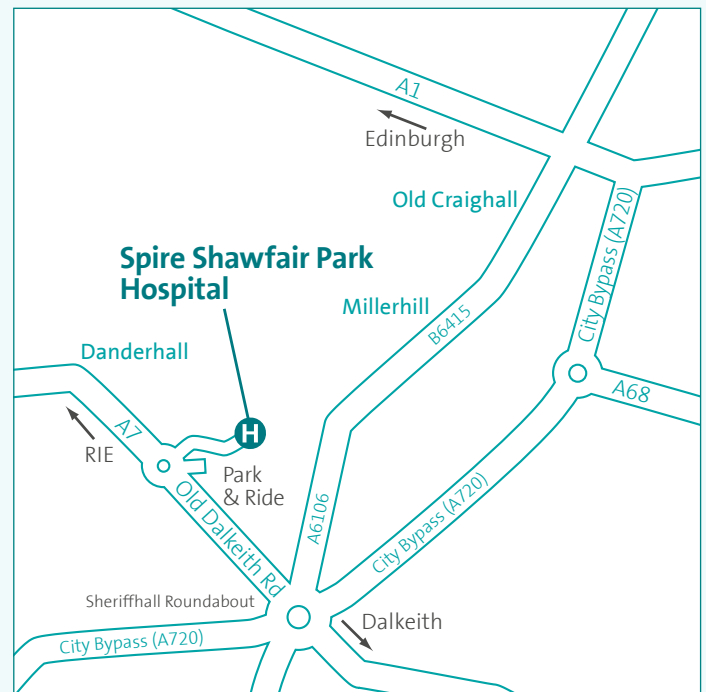 A1
Edinburgh
Old Craighall
City Bypass (A720)
Spire Shawfair Park
Hospital
Millerhill
B6415
Danderhall
A68
A7
H
RIE
Park
& Ride
Old Dalkeith Rd
A6106
City Bypass (A720)
Sheriffhall Roundabout
Dalkeith
City Bypass (A720)